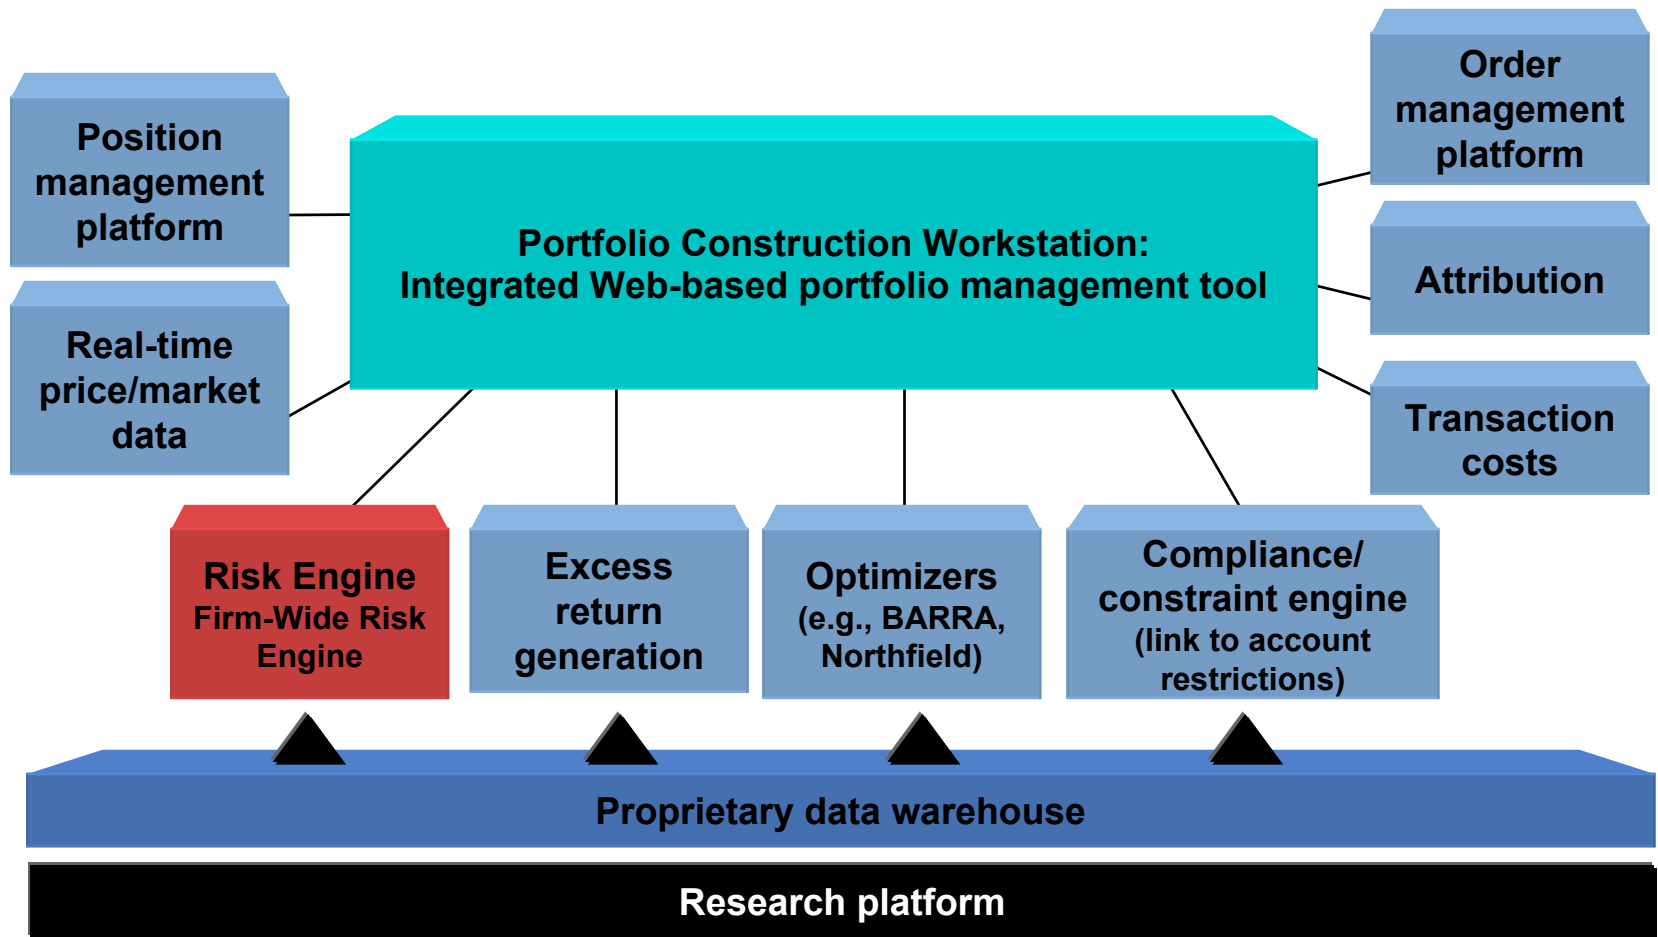 Order
management
platform
Position
management
platform
Portfolio Construction Workstation:
Integrated Web-based portfolio management tool
Attribution
Real-time
price/market
data
Transaction
costs
Risk Engine
Firm-Wide Risk
Engine
Excess
return
generation
Optimizers
(e.g., BARRA,
Northfield)
Compliance/
constraint engine
(link to account
restrictions)
Proprietary data warehouse
Research platform